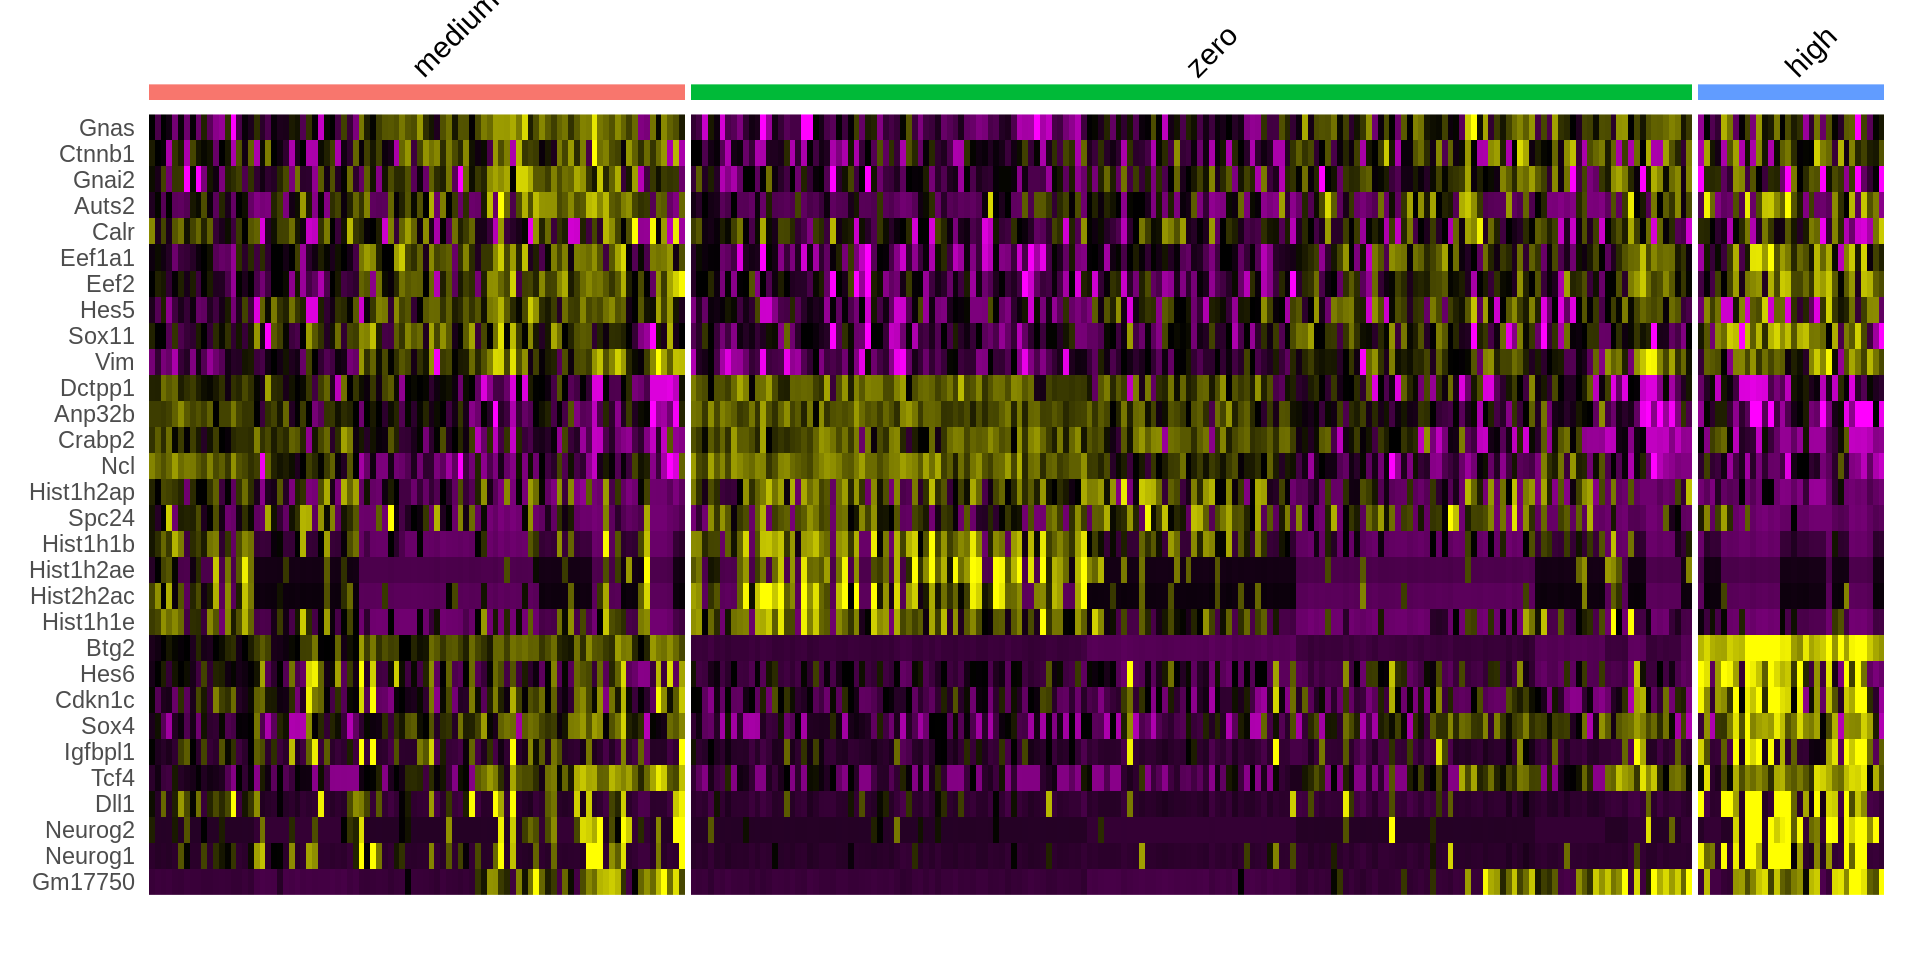 medium
zero
high
Gnas
Ctnnb1
Gnai2
Auts2
Calr
Eef1a1
Eef2
Hes5
Sox11
Vim
Dctpp1
Anp32b
Crabp2
Ncl
Hist1h2ap
Spc24
Hist1h1b
Hist1h2ae
Hist2h2ac
Hist1h1e
Btg2
Hes6
Cdkn1c
Sox4
Igfbpl1
Tcf4
Dll1
Neurog2
Neurog1
Gm17750